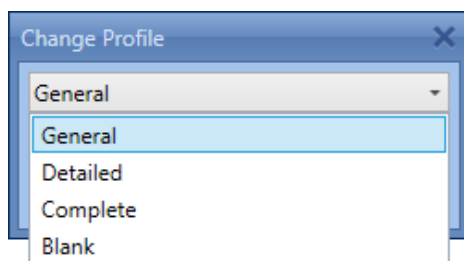 Change Profile
General
General
Detailed
Complete
Blank